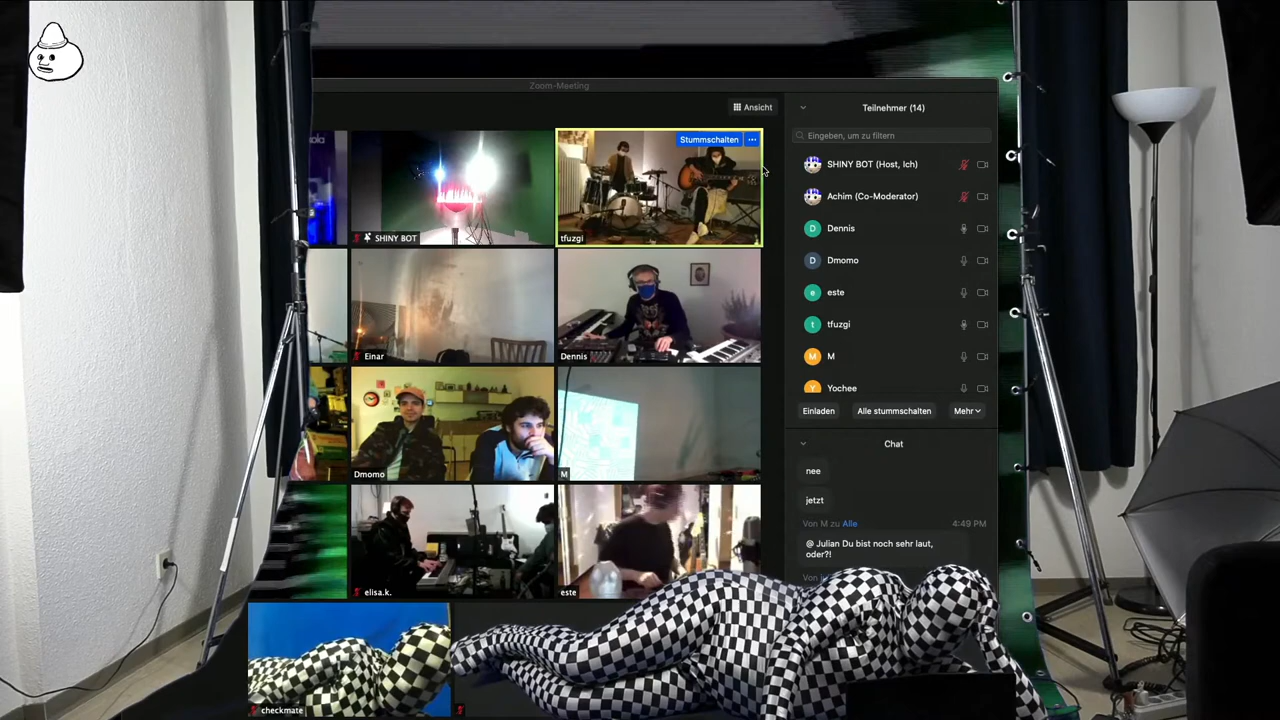 Zoom-Meeting
Ansicht
Teilnehmer (14)
Eingeben, um zu filtern
Stummschalten
SHINY BOT
tfuzgi
SHINY BOT (Host, Ich)
Achim (Co-Moderator)
D Dennis
D Dmomo
e este
t tfuzgi
M M
Y Yochee
Einar
Dennis
Einladen
Alle stummschalten
Mehr
Dmomo
M
Chat
nee
jetzt
Von M zu Alle
4:49 PM
@ Julian Du bist noch sehr laut,
oder?!
elisa.k.
este
checkmate